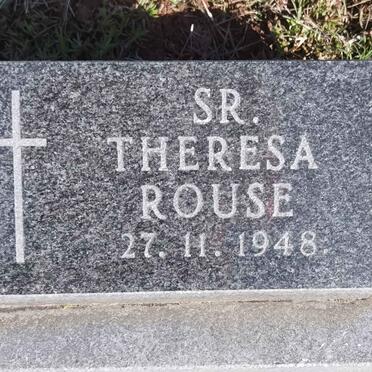 SR.
THERESA
ROUSE
27. 11. 1948.